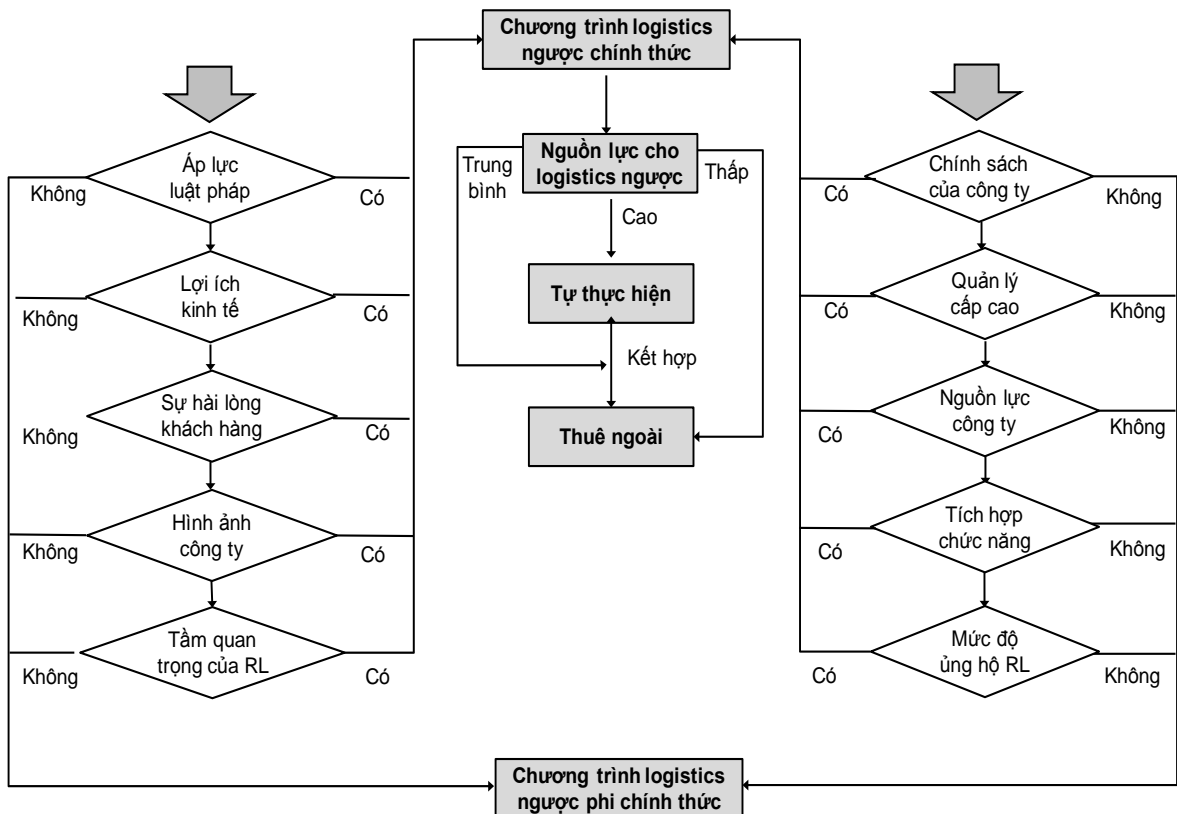 Chương trình logistics
ngược chính thức
Áp lực
luật pháp
Không
Có
Lợi ích
kinh tế
Không
Có
Sự hài lòng
khách hàng
Không
Có
Hình ảnh
công ty
Không
Có
Tầm quan
trọng của RL
Không
Có
Nguồn lực cho
logistics ngược
Trung
bình
Thấp
Cao
Tự thực hiện
Kết hợp
Thuê ngoài
Chính sách
của công ty
Có
Không
Quản lý
cấp cao
Có
Không
Nguồn lực
công ty
Có
Không
Tích hợp
chức năng
Có
Không
Mức độ
ủng hộ RL
Có
Không
Chương trình logistics
ngược phi chính thức